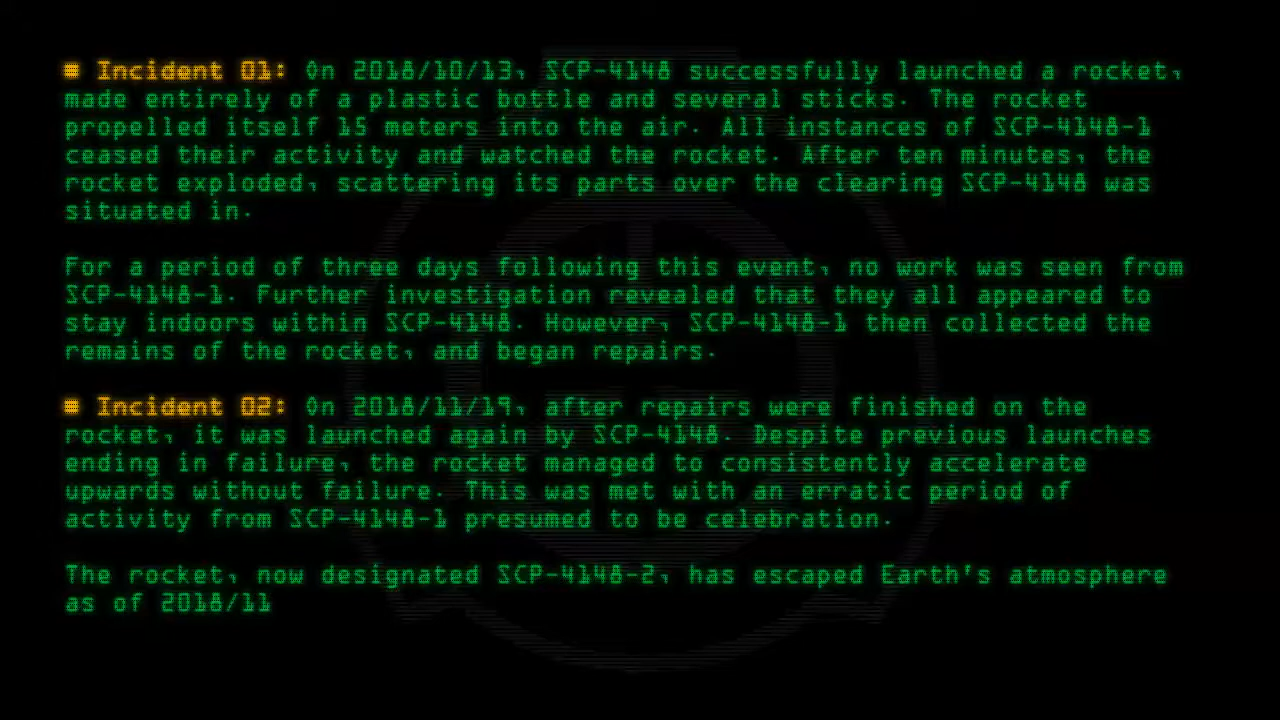 ■ Incident 01: On 2018/10/13, SCP-4148 successfully launched a rocket,
made entirely of a plastic bottle and several sticks. The rocket
propelled itself 15 meters into the air. All instances of SCP-4148-1
ceased their activity and watched the rocket. After ten minutes, the
rocket exploded, scattering its parts over the clearing SCP-4148 was
situated in.
For a period of three days following this event, no work was seen from
SCP-4148-1. Further investigation revealed that they all appeared to
stay indoors within SCP-4148. However, SCP-4148-1 then collected the
remains of the rocket, and began repairs.
■ Incident 02: On 2018/11/19, after repairs were finished on the
rocket, it was launched again by SCP-4148. Despite previous launches
ending in failure, the rocket managed to consistently accelerate
upwards without failure. This was met with an erratic period of
activity from SCP-4148-1 presumed to be celebration.
The rocket, now designated SCP-4148-2, has escaped Earth's atmosphere
as of 2018/11